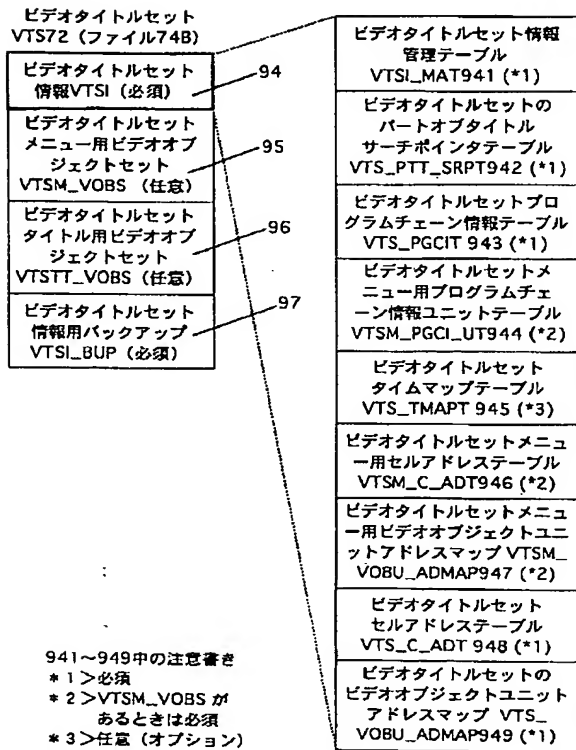 ビデオタイトルセット
VTS72（ファイル74B）
ビデオタイトルセット
情報VTSI（必須）
94
ビデオタイトルセット
メニュー用ビデオオブ
ジェクトセット
VTSM_VOBS （任意）
95
ビデオタイトルセット
タイトル用ビデオオブ
ジェクトセット
VTSTT_VOBS（任意）
96
ビデオタイトルセット
情報用バックアップ
VTSI_BUP（必須）
97
941～949中の注意書き
＊1＞必須
＊2＞VTSM_VOBS が
あるときは必須
＊3＞任意（オプション）
ビデオタイトルセット情報
管理テーブル
VTSI_MAT941 (*1)
ビデオタイトルセットの
パートオブタイトル
サーチポインタテーブル
VTS_PTT_SRPT942 (*1)
ビデオタイトルセットプロ
グラムチェーン情報テーブル
VTS_PGCIT 943 (*1)
ビデオタイトルセットメ
ニュー用プログラムチェ
ーン情報ユニットテーブル
VTSM_PGCI_UT944 (*2)
ビデオタイトルセット
タイムマップテーブル
VTS_TMAPT 945 (*3)
ビデオタイトルセットメニュ
ー用セルアドレステーブル
VTSM_C_ADT946 (*2)
ビデオタイトルセットメニュ
ー用ビデオオブジェクトユニ
ットアドレスマップ VTSM_
VOBU_ADMAP947 (*2)
ビデオタイトルセット
セルアドレステーブル
VTS_C_ADT 948 (*1)
ビデオタイトルセットの
ビデオオブジェクトユニット
アドレスマップ VTS_
VOBU_ADMAP949 (*1)